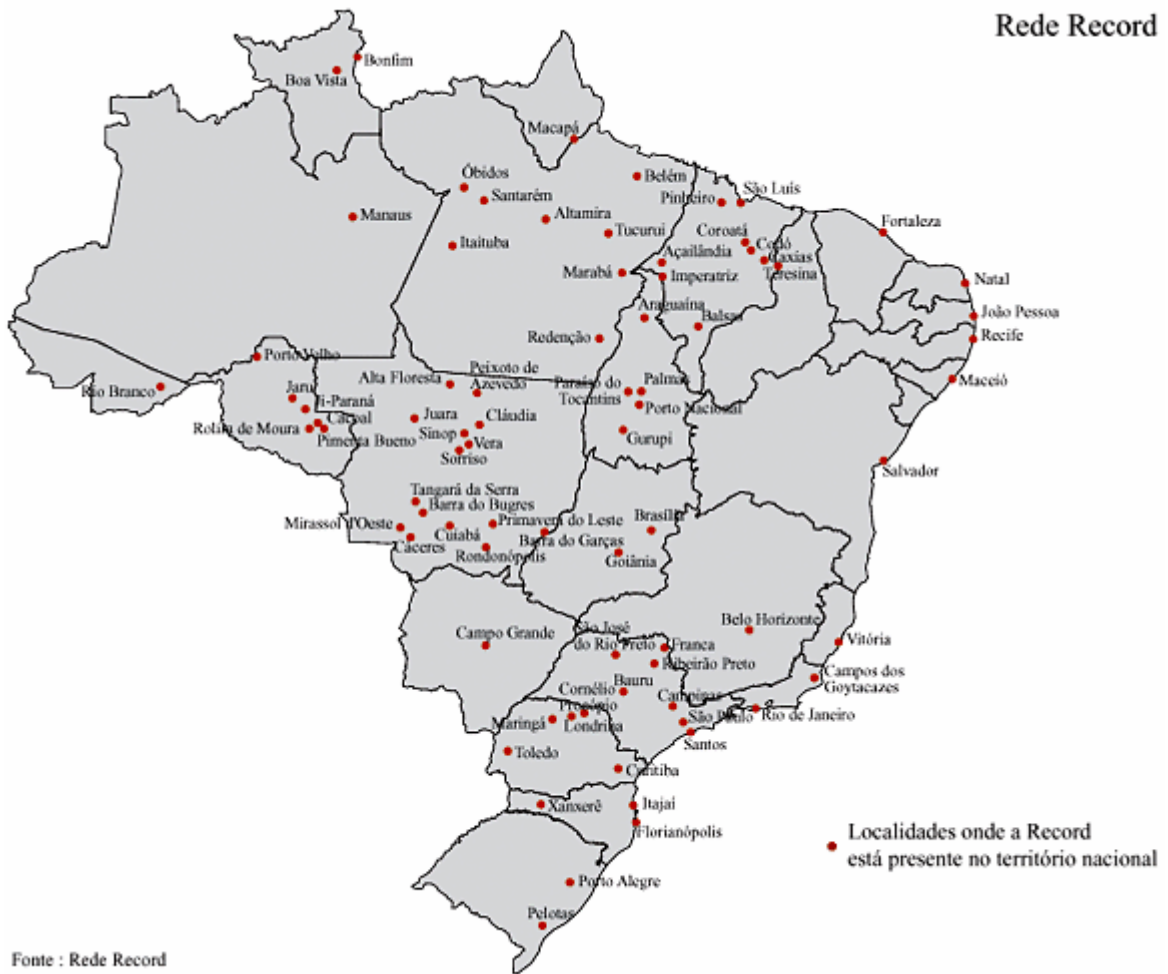 Rede Record
Bonfim
Boa Vista
Macapá
Óbidos
Santarém
Belém
Pinheiro
São Luís
Manaus
Altamira
Tucurui
Fortaleza
Itaituba
Coroatá
Codó
Caxias
Teresina
Açailândia
Marabá
Imperatriz
Natal
Araguaína
Balsas
João Pessoa
Redenção
Recife
Porto Velho
Rio Branco
Alta Floresta
Peixoto de
Azevedo
Paraíso do
Tocantins
Palmas
Maceió
Jaru
Ji-Paraná
Cacoal
Juara
Cláudia
Porto Nacional
Rolim de Moura
Pimenta Bueno
Sinop
Vera
Sorriso
Gurupi
Salvador
Tangará da Serra
Barra do Bugres
Mirassol d'Oeste
Cuiabá
Primavera do Leste
Brasília
Cáceres
Barra do Garças
Rondonópolis
Goiânia
Campo Grande
São José
do Rio Preto
Franca
Belo Horizonte
Vitória
Ribeirão Preto
Campos dos
Goytacazes
Bauru
Cornélio
Procópio
Campinas
Maringá
Londrina
São Paulo
Rio de Janeiro
Santos
Toledo
Curitiba
Xanxerê
Itajaí
Florianópolis
Localidades onde a Record
está presente no território nacional
Porto Alegre
Pelotas
Fonte : Rede Record